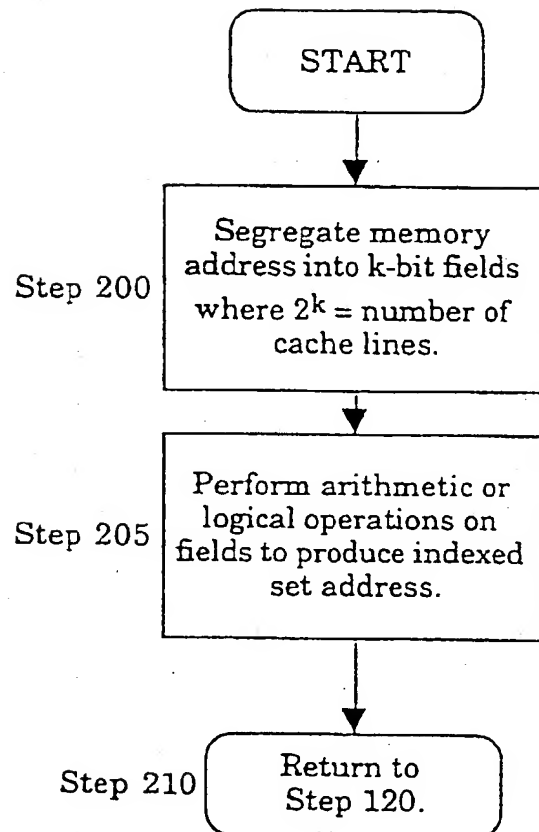 START
Step 200
Segregate memory
address into k-bit fields
where 2^k = number of
cache lines.
Step 205
Perform arithmetic or
logical operations on
fields to produce indexed
set address.
Step 210
Return to
Step 120.